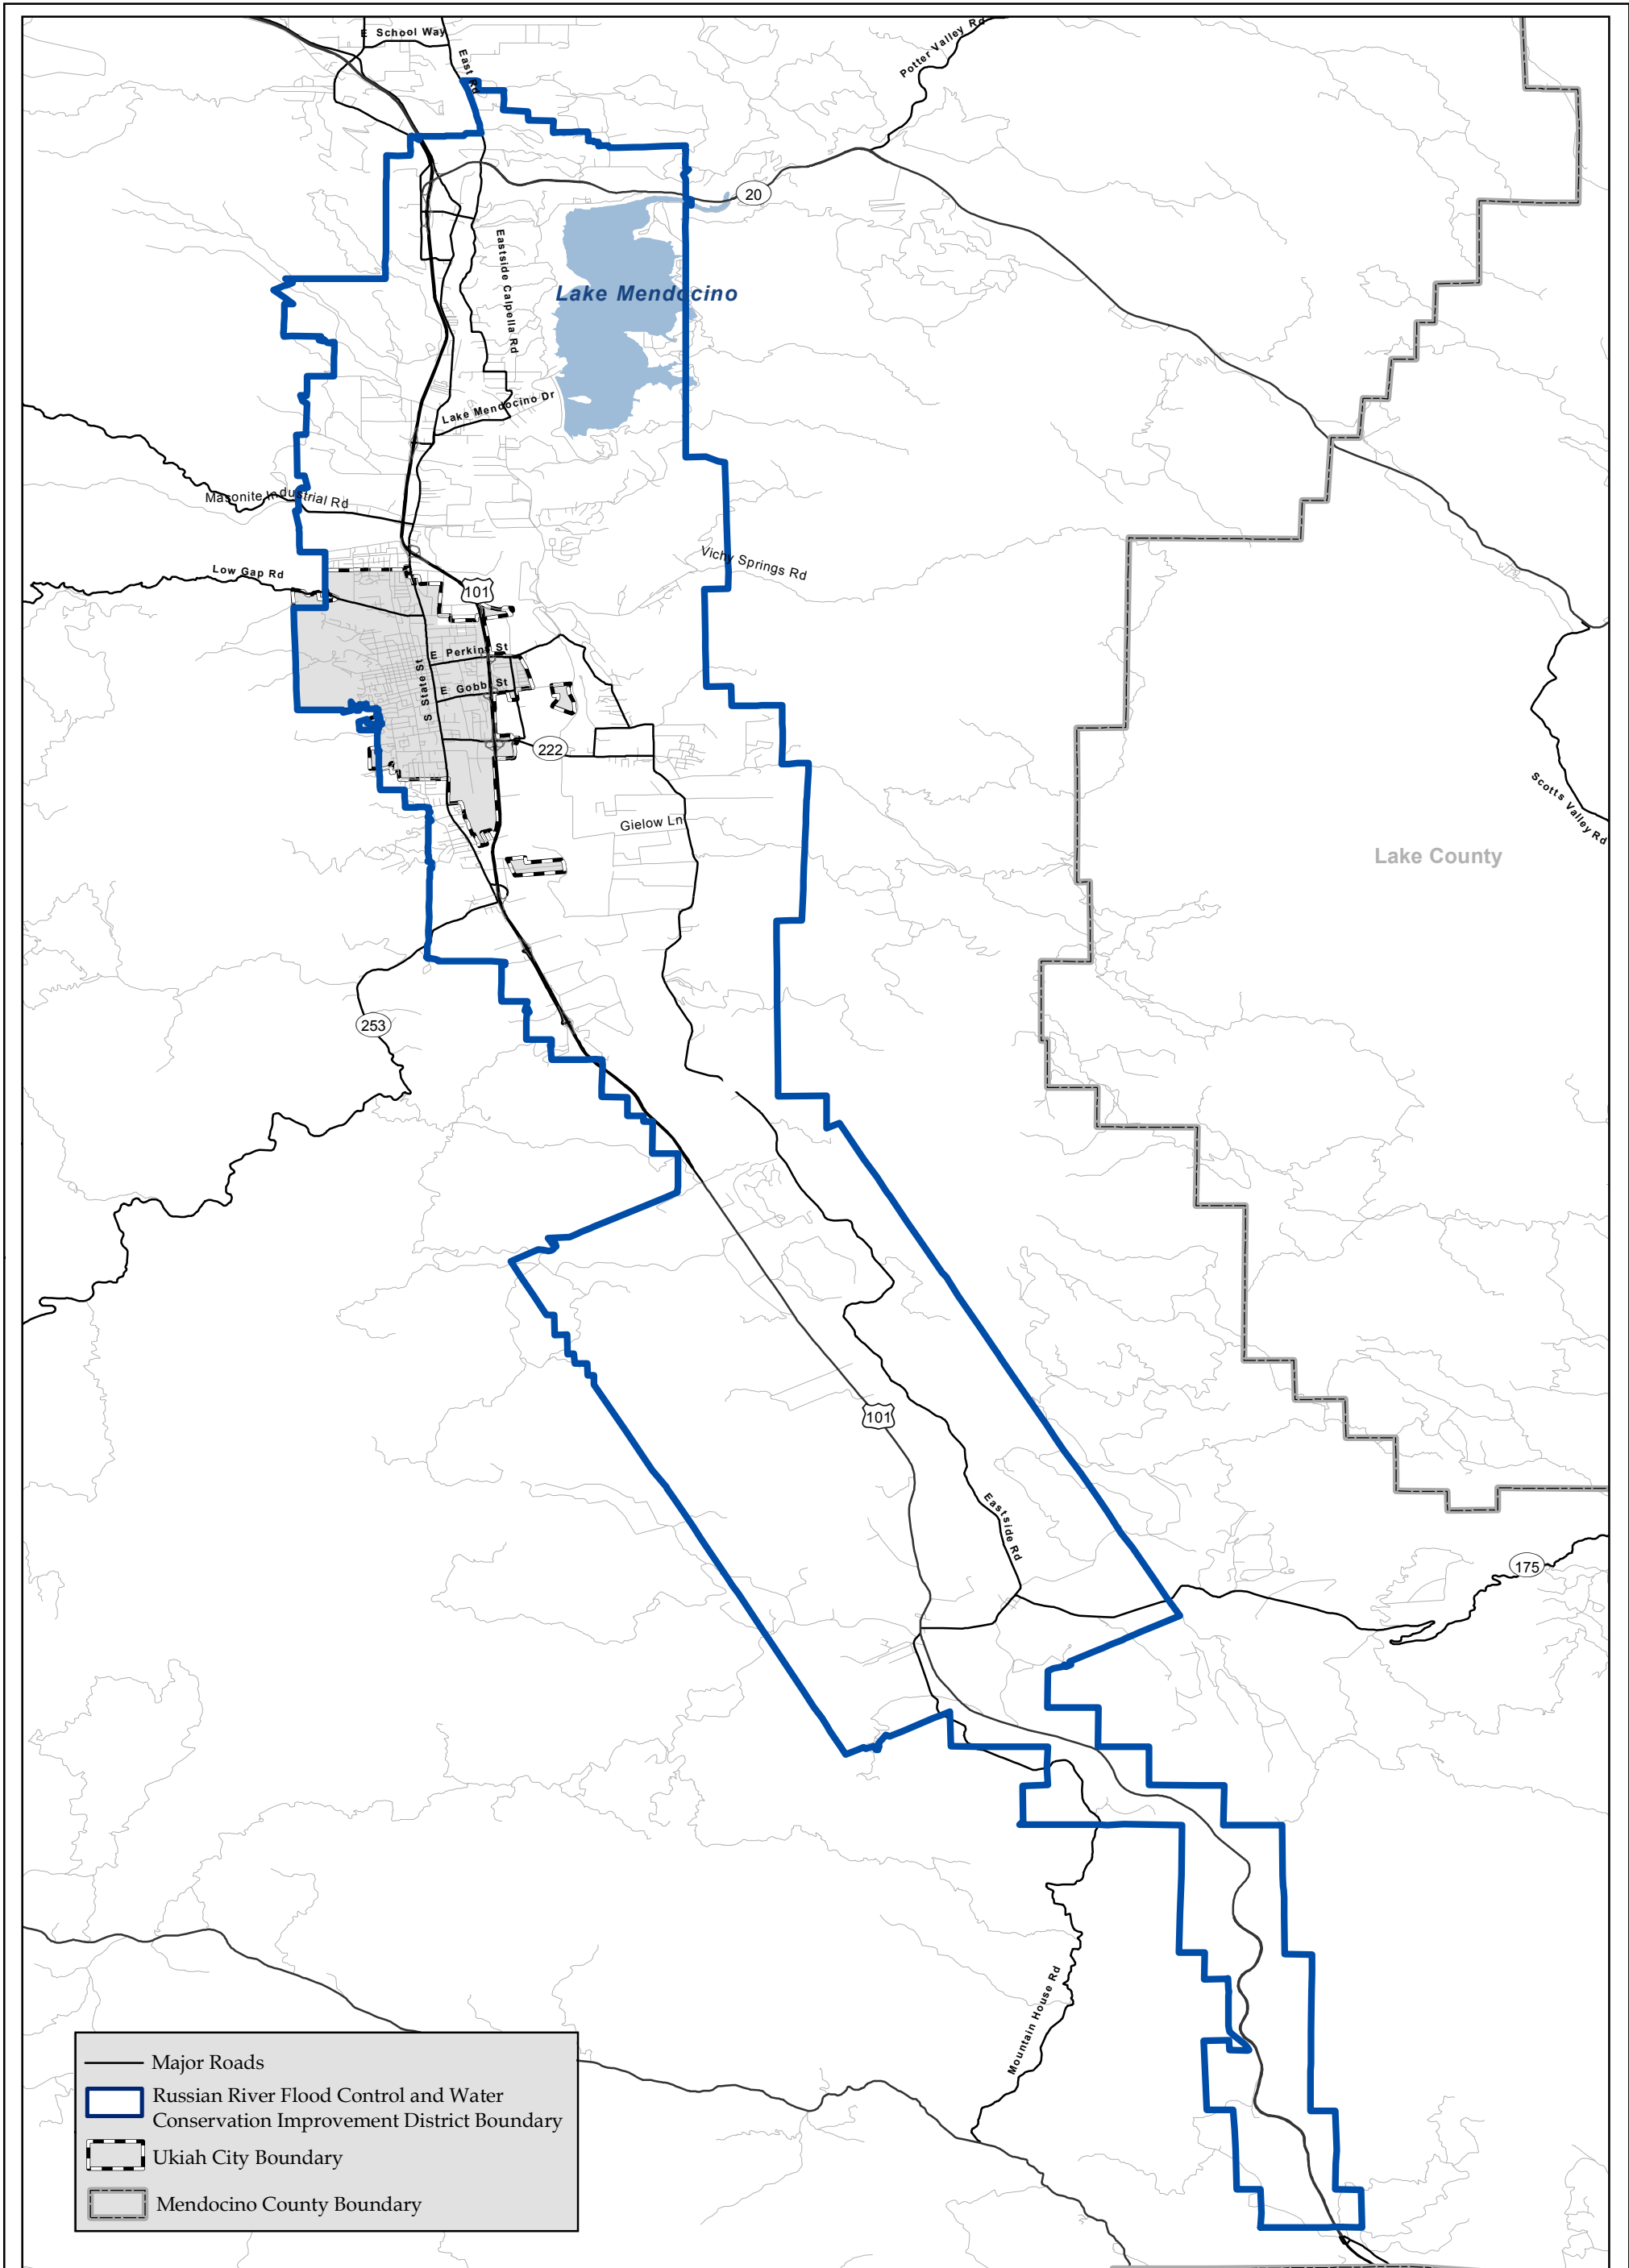 E School Way
East Rd
Potter Valley Rd
20
Eastside Calpella Rd
Lake Mendocino
Lake Mendocino Dr
Masonite Industrial Rd
Vichy Springs Rd
Low Gap Rd
101
E Perkins St
S State St
E Gobbi St
222
Scotts Valley Rd
Gielow Ln
Lake County
253
101
Eastside Rd
175
Mountain House Rd
Major Roads
Russian River Flood Control and Water
Conservation Improvement District Boundary
Ukiah City Boundary
Mendocino County Boundary